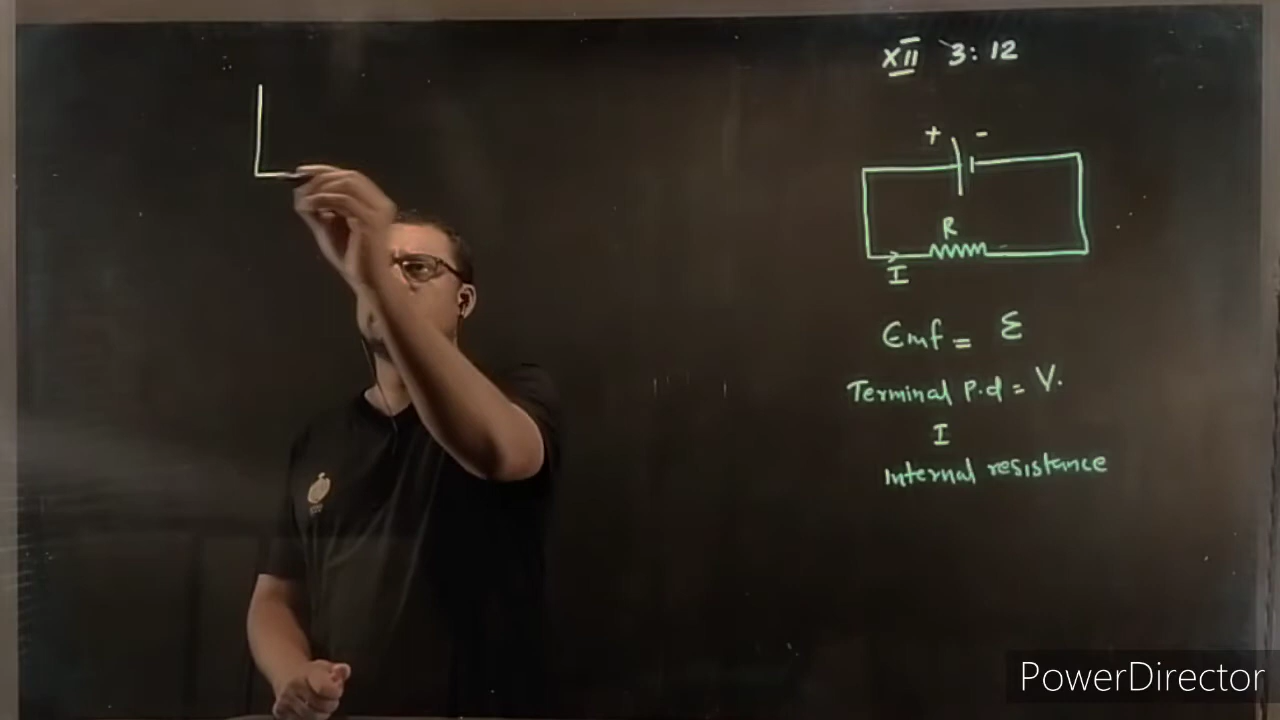 XII 3:12
+ -
R
I
Emf = ε
Terminal P.d = V.
I
Internal resistance
PowerDirector